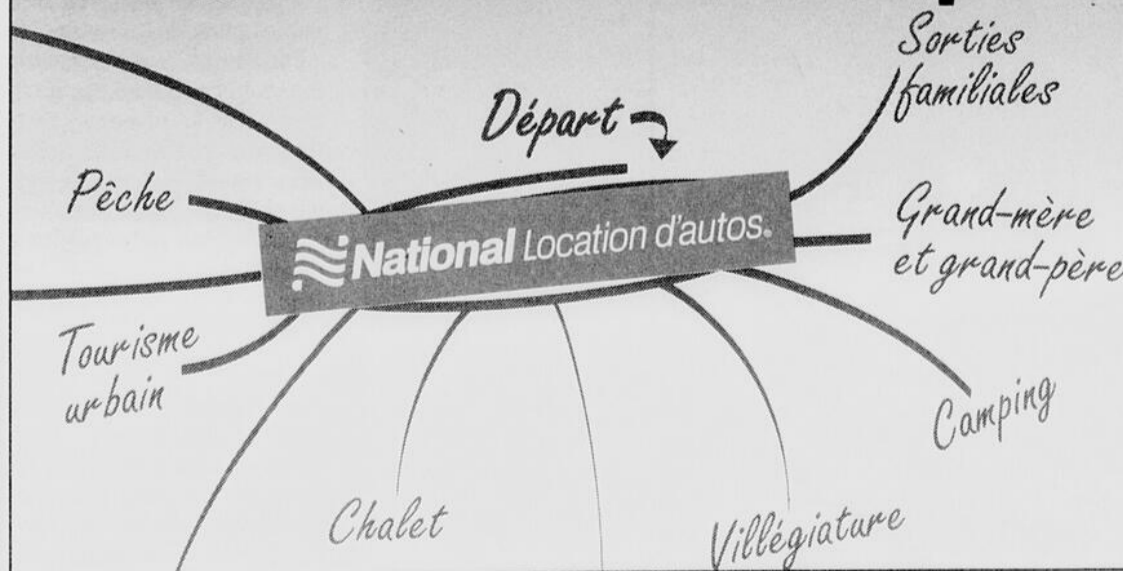 Sorties
familiales
Départ
Pêche
National Location d'autos.
Grand-mère
et grand-père
Tourisme
urbain
Camping
Chalet
Villégiature